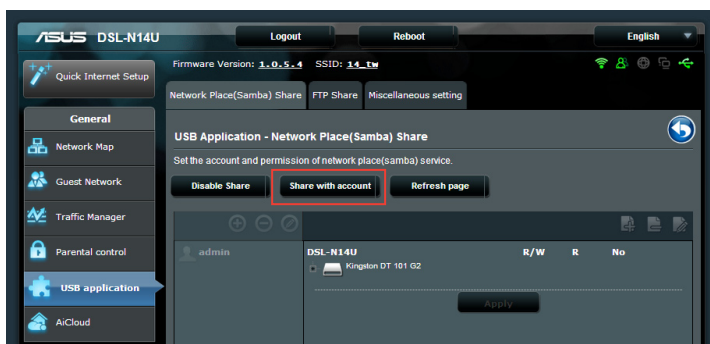 ASUS DSL-N14U Logout Reboot English
Quick Internet Setup
Firmware Version: 1.0.5.4 SSID: 14_tw
Network Place(Samba) Share FTP Share Miscellaneous setting
General
Network Map
Guest Network
Traffic Manager
Parental control
USB application
AiCloud
USB Application - Network Place(Samba) Share
Set the account and permission of network place(samba) service.
Disable Share Share with account Refresh page
admin
DSL-N14U R/W R No
Kingston DT 101 G2
Apply